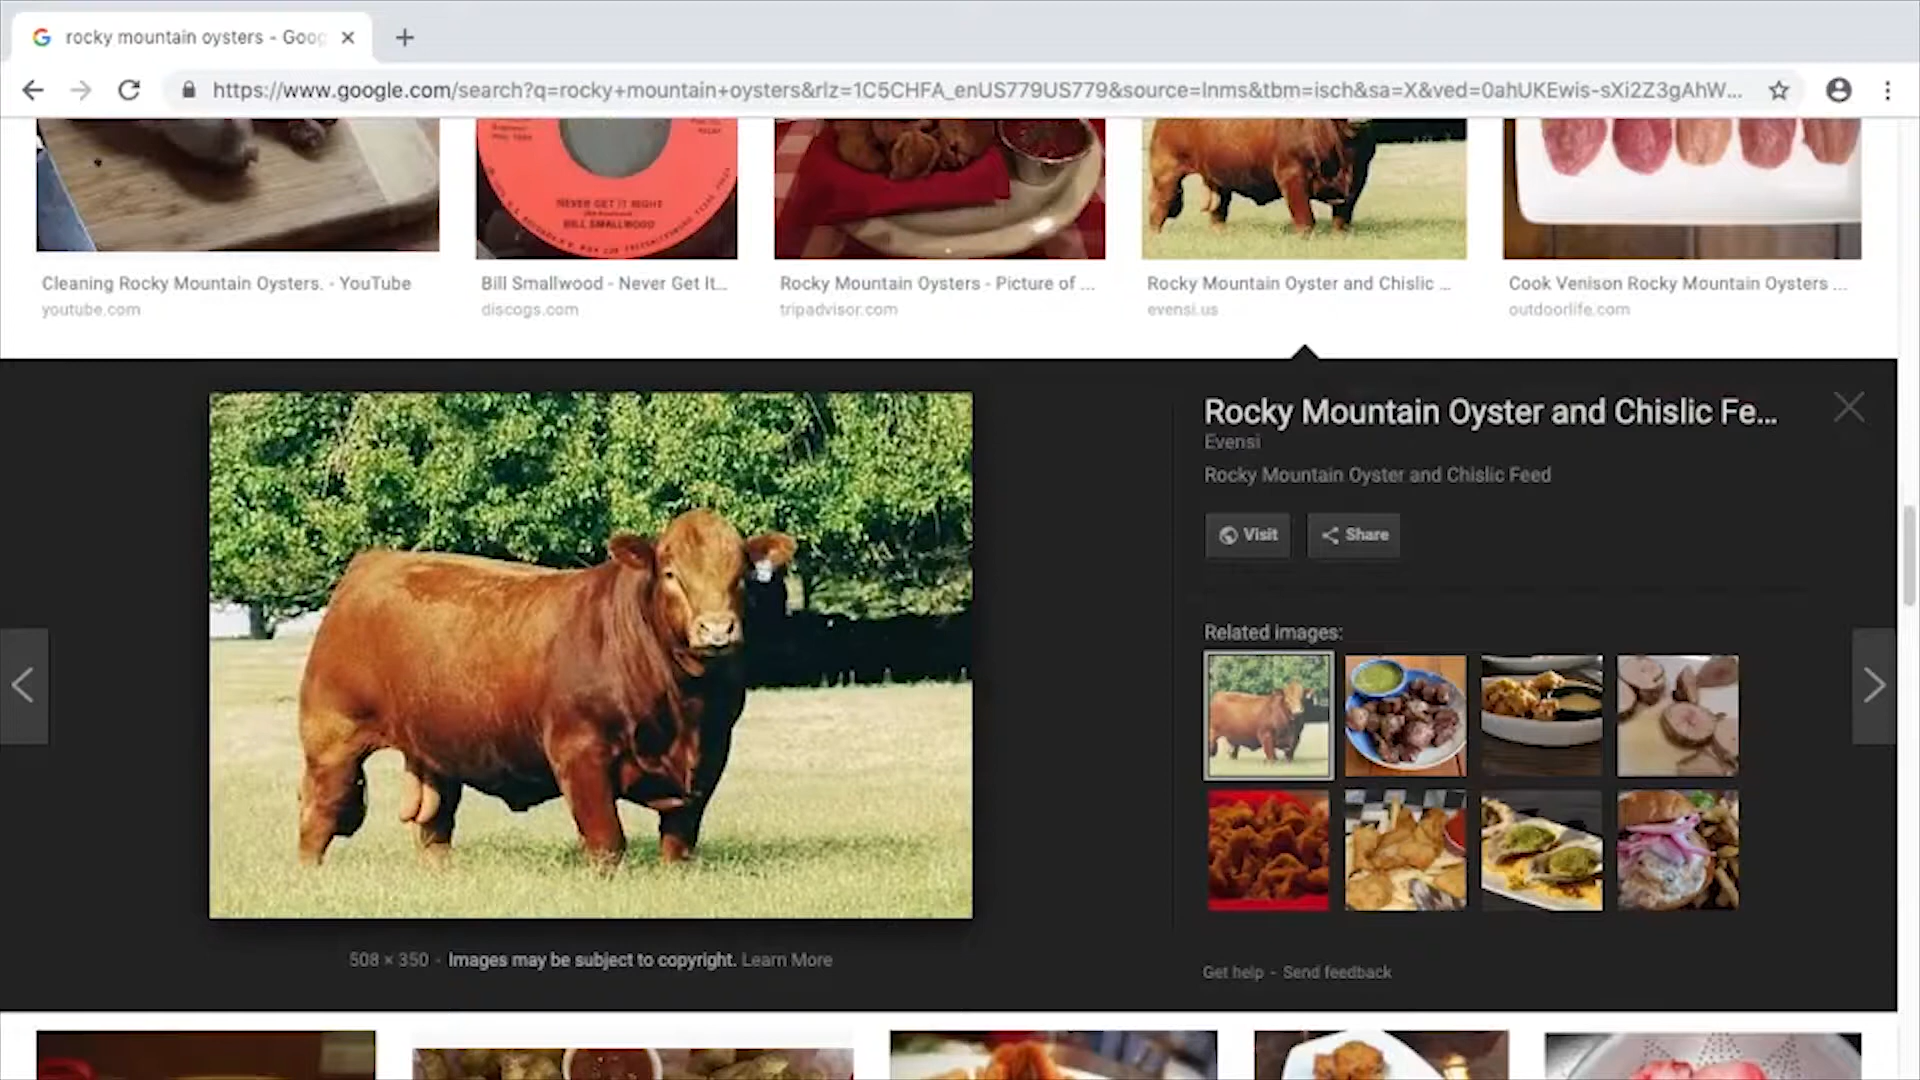 rocky mountain oysters - Goog
https://www.google.com/search?q=rocky+mountain+oysters&rlz=1C5CHFA_enUS779US779&source=lnms&tbm=isch&sa=X&ved=0ahUKEwis-sXi2Z3gAhW...
NEVER GET IT RIGHT
BILL SMALLWOOD
Cleaning Rocky Mountain Oysters. - YouTube
youtube.com
Bill Smallwood - Never Get It...
discogs.com
Rocky Mountain Oysters - Picture of ...
tripadvisor.com
Rocky Mountain Oyster and Chislic ...
evensi.us
Cook Venison Rocky Mountain Oysters ...
outdoorlife.com
Rocky Mountain Oyster and Chislic Fe...
Evensi
Rocky Mountain Oyster and Chislic Feed
Visit
Share
Related images:
508 × 350 - Images may be subject to copyright. Learn More
Get help - Send feedback